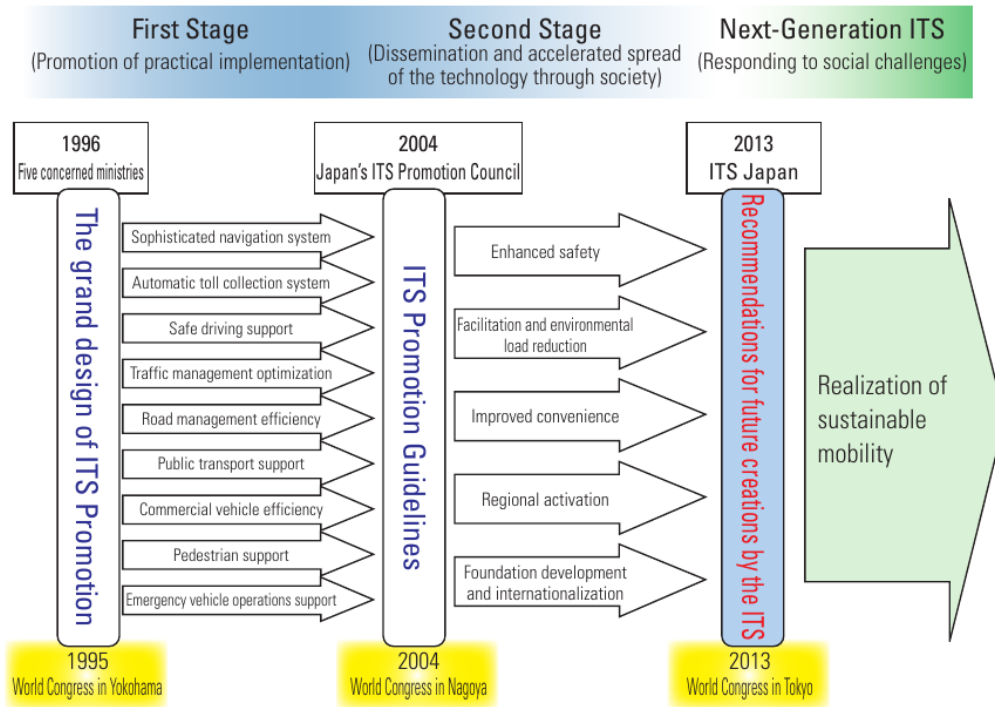 First Stage
(Promotion of practical implementation)
Second Stage
(Dissemination and accelerated spread
of the technology through society)
Next-Generation ITS
(Responding to social challenges)
1996
Five concerned ministries
2004
Japan's ITS Promotion Council
2013
ITS Japan
The grand design of ITS Promotion
Sophisticated navigation system
Automatic toll collection system
Safe driving support
Traffic management optimization
Road management efficiency
Public transport support
Commercial vehicle efficiency
Pedestrian support
Emergency vehicle operations support
ITS Promotion Guidelines
Enhanced safety
Facilitation and environmental
load reduction
Improved convenience
Regional activation
Foundation development
and internationalization
Recommendations for future creations by the ITS
Realization of
sustainable
mobility
1995
World Congress in Yokohama
2004
World Congress in Nagoya
2013
World Congress in Tokyo